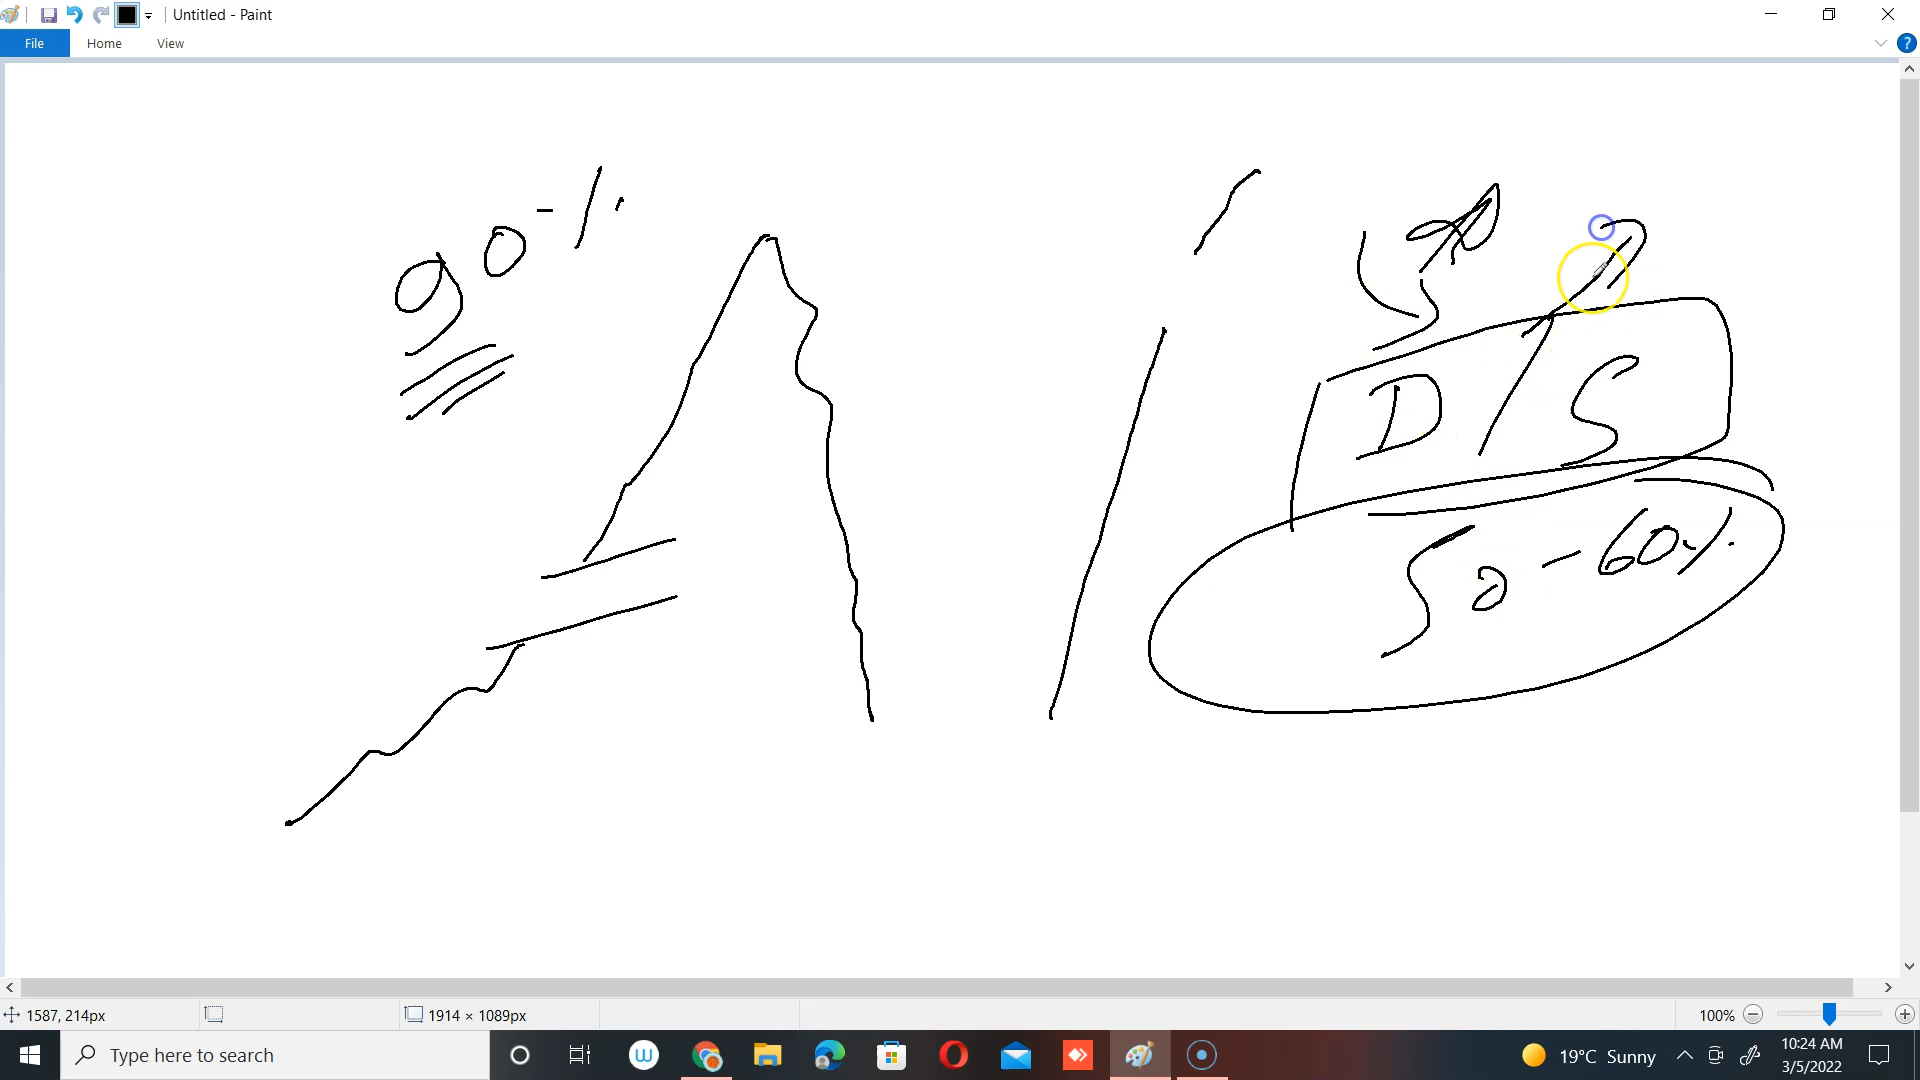 Untitled - Paint
File Home View
90%
D/S
50-60%
1587, 214px
1914 × 1089px
100%
Type here to search
19°C Sunny
10:24 AM
3/5/2022